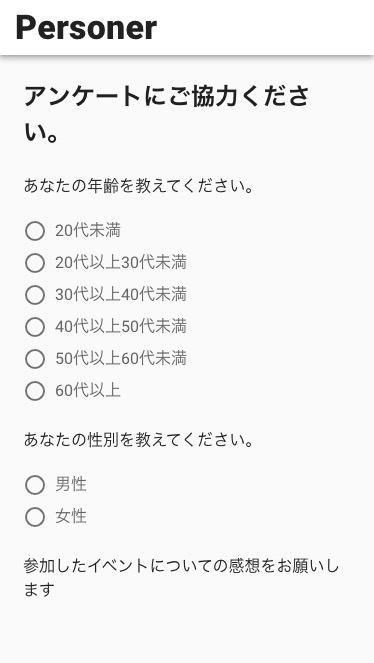 Personer
アンケートにご協力くださ
い。
あなたの年齢を教えてください。
20代未満
20代以上30代未満
30代以上40代未満
40代以上50代未満
50代以上60代未満
60代以上
あなたの性別を教えてください。
男性
女性
参加したイベントについての感想をお願いし
ます